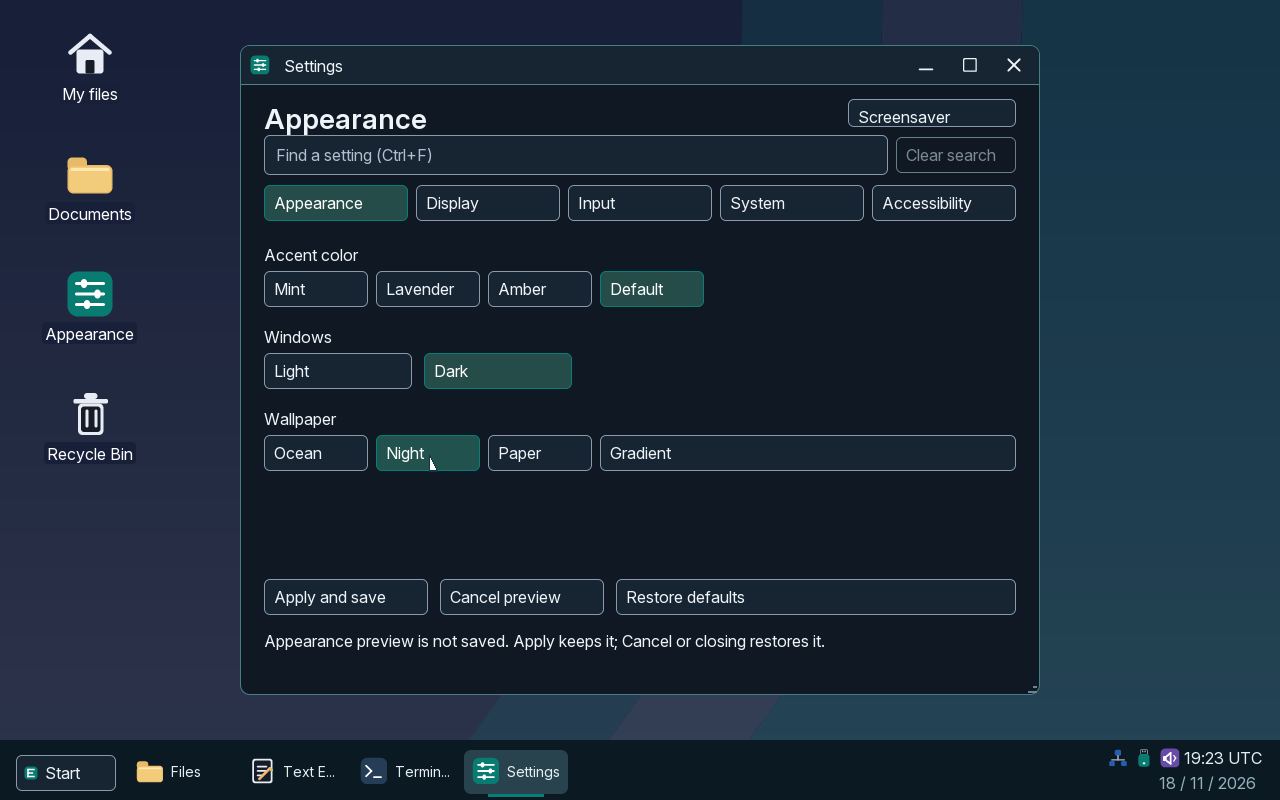 My files
Documents
Appearance
Recycle Bin
Settings
Appearance
Screensaver
Find a setting (Ctrl+F)
Clear search
Appearance
Display
Input
System
Accessibility
Accent color
Mint
Lavender
Amber
Default
Windows
Light
Dark
Wallpaper
Ocean
Night
Paper
Gradient
Apply and save
Cancel preview
Restore defaults
Appearance preview is not saved. Apply keeps it; Cancel or closing restores it.
Start
Files
Text E...
Termin...
Settings
19:23 UTC
18 / 11 / 2026